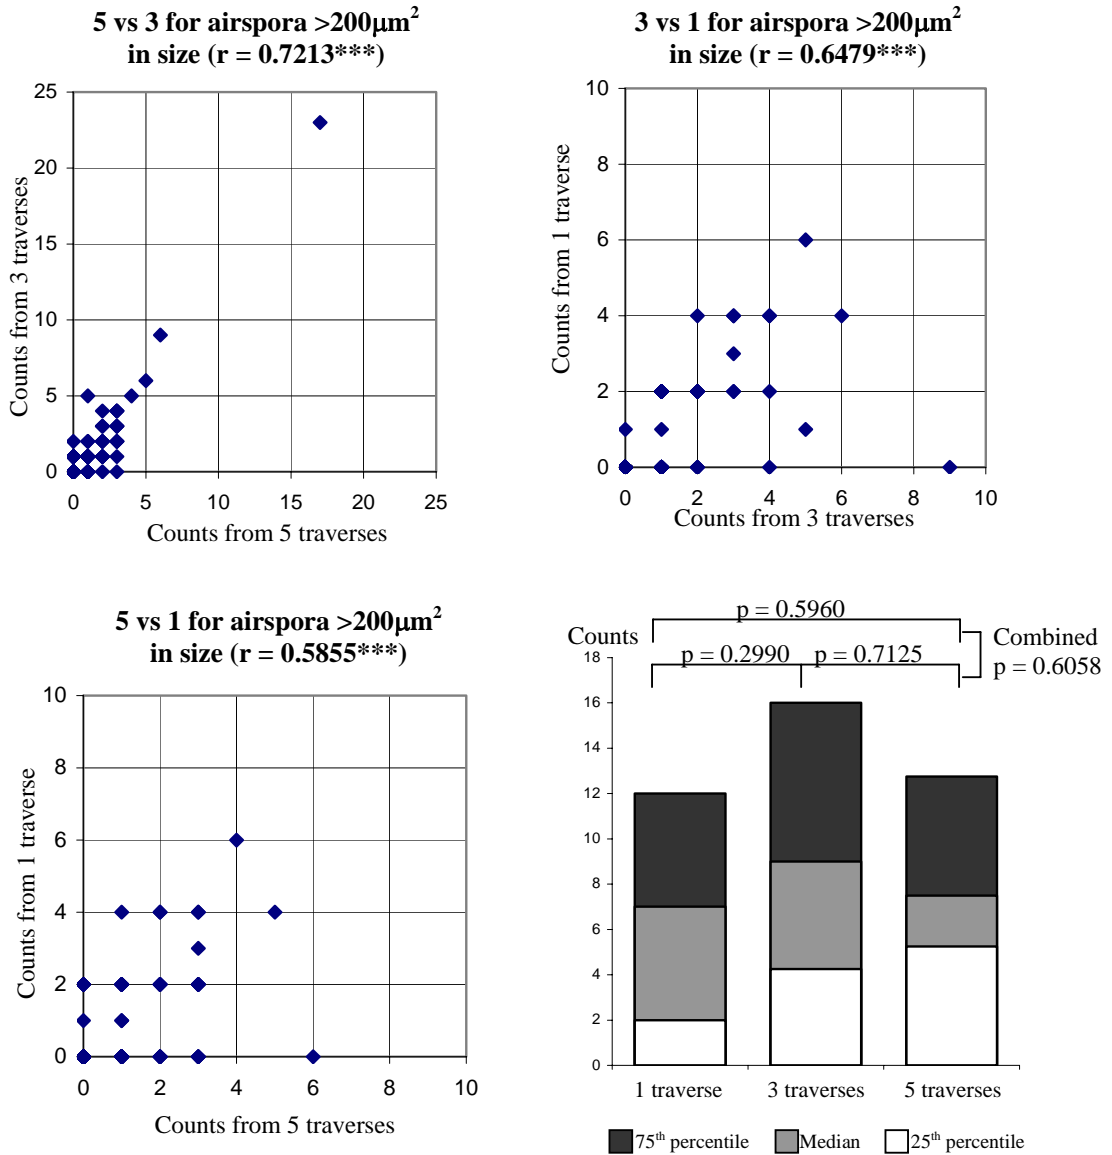 5 vs 3 for airspora >200μm²
in size (r = 0.7213***)
25
20
15
10
5
0
0 5 10 15 20 25
Counts from 3 traverses
Counts from 5 traverses
3 vs 1 for airspora >200μm²
in size (r = 0.6479***)
10
8
6
4
2
0
0 2 4 6 8 10
Counts from 1 traverse
Counts from 3 traverses
5 vs 1 for airspora >200μm²
in size (r = 0.5855***)
10
8
6
4
2
0
0 2 4 6 8 10
Counts from 1 traverse
Counts from 5 traverses
p = 0.5960
Counts
Combined
p = 0.2990 p = 0.7125
p = 0.6058
18
16
14
12
10
8
6
4
2
0
1 traverse 3 traverses 5 traverses
75th percentile Median 25th percentile